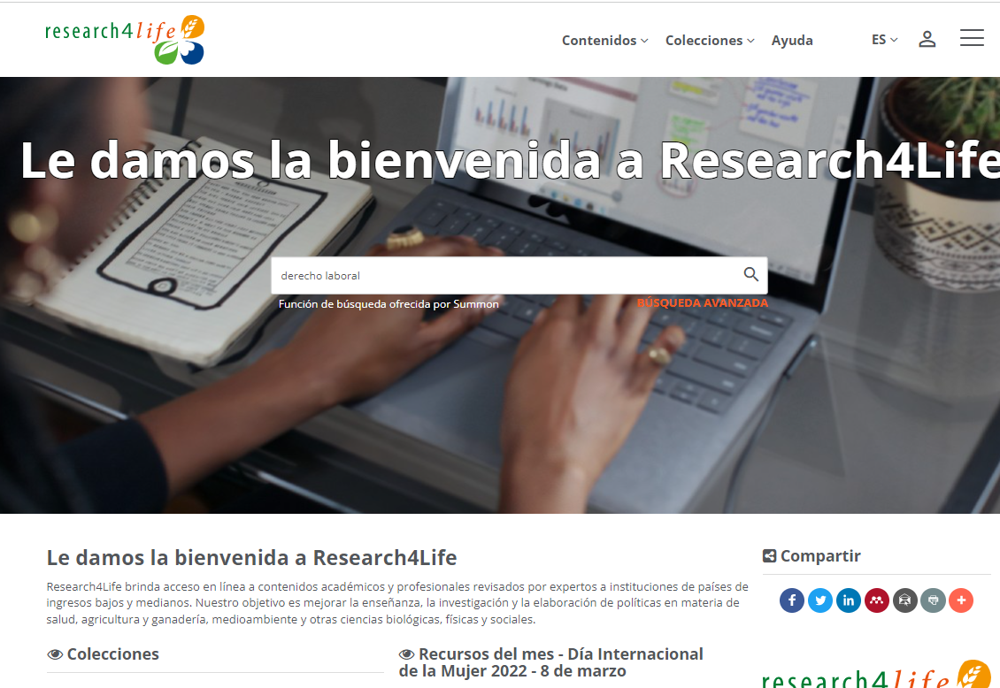 research4life
Contenidos
Colecciones
Ayuda
ES
Le damos la bienvenida a Research4Life
derecho laboral
Función de búsqueda ofrecida por Summon
BÚSQUEDA AVANZADA
Le damos la bienvenida a Research4Life
Research4Life brinda acceso en línea a contenidos académicos y profesionales revisados por expertos a instituciones de países de
ingresos bajos y medianos. Nuestro objetivo es mejorar la enseñanza, la investigación y la elaboración de políticas en materia de
salud, agricultura y ganadería, medioambiente y otras ciencias biológicas, físicas y sociales.
Colecciones
Recursos del mes - Día Internacional
de la Mujer 2022 - 8 de marzo
Compartir
f
in
research4life